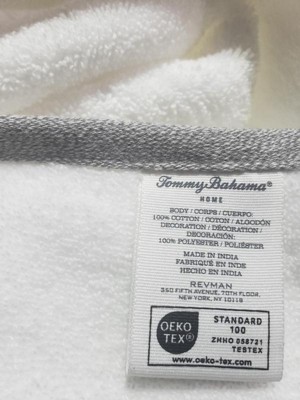 Tommy Bahama®
HOME
BODY / CORPS / CUERPO:
100% COTTON / COTON / ALGODÓN
DECORATION / DÉCORATION /
DECORACIÓN:
100% POLYESTER / POLIÉSTER
MADE IN INDIA
FABRIQUÉ EN INDE
HECHO EN INDIA
REVMAN
350 FIFTH AVENUE, 70TH FLOOR,
NEW YORK, NY 10118
OEKO
TEX®
STANDARD
100
ZHHO 058721
TESTEX
www.oeko-tex.com